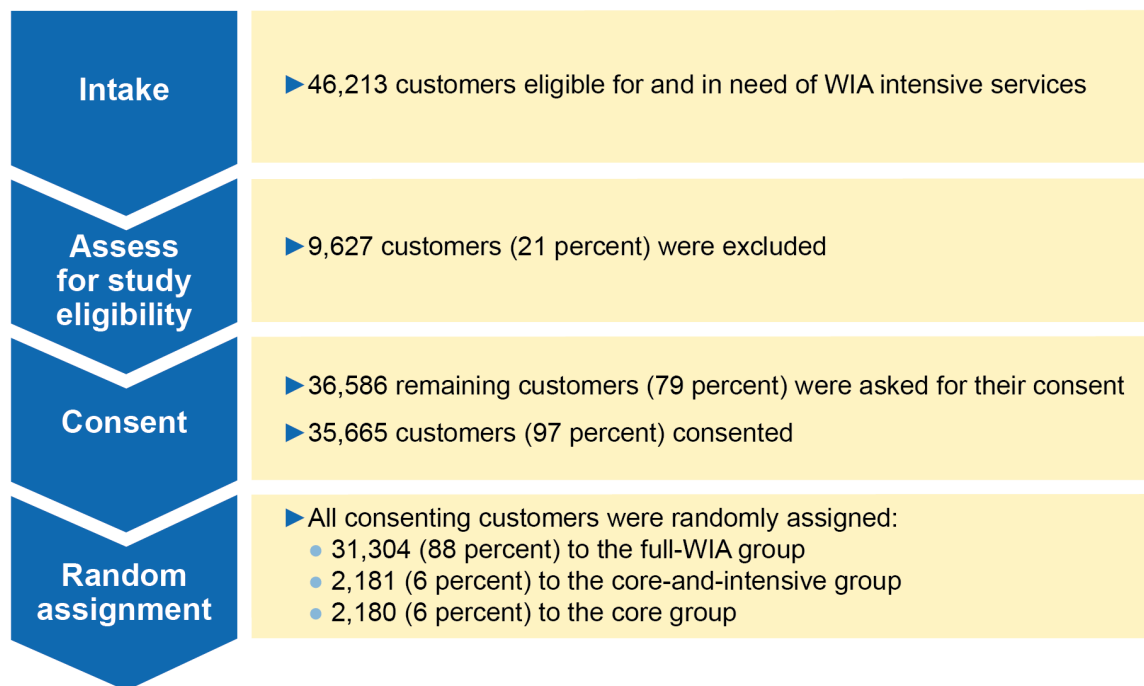 Intake
►46,213 customers eligible for and in need of WIA intensive services
Assess
for study
eligibility
►9,627 customers (21 percent) were excluded
Consent
►36,586 remaining customers (79 percent) were asked for their consent
►35,665 customers (97 percent) consented
Random
assignment
►All consenting customers were randomly assigned:
● 31,304 (88 percent) to the full-WIA group
● 2,181 (6 percent) to the core-and-intensive group
● 2,180 (6 percent) to the core group